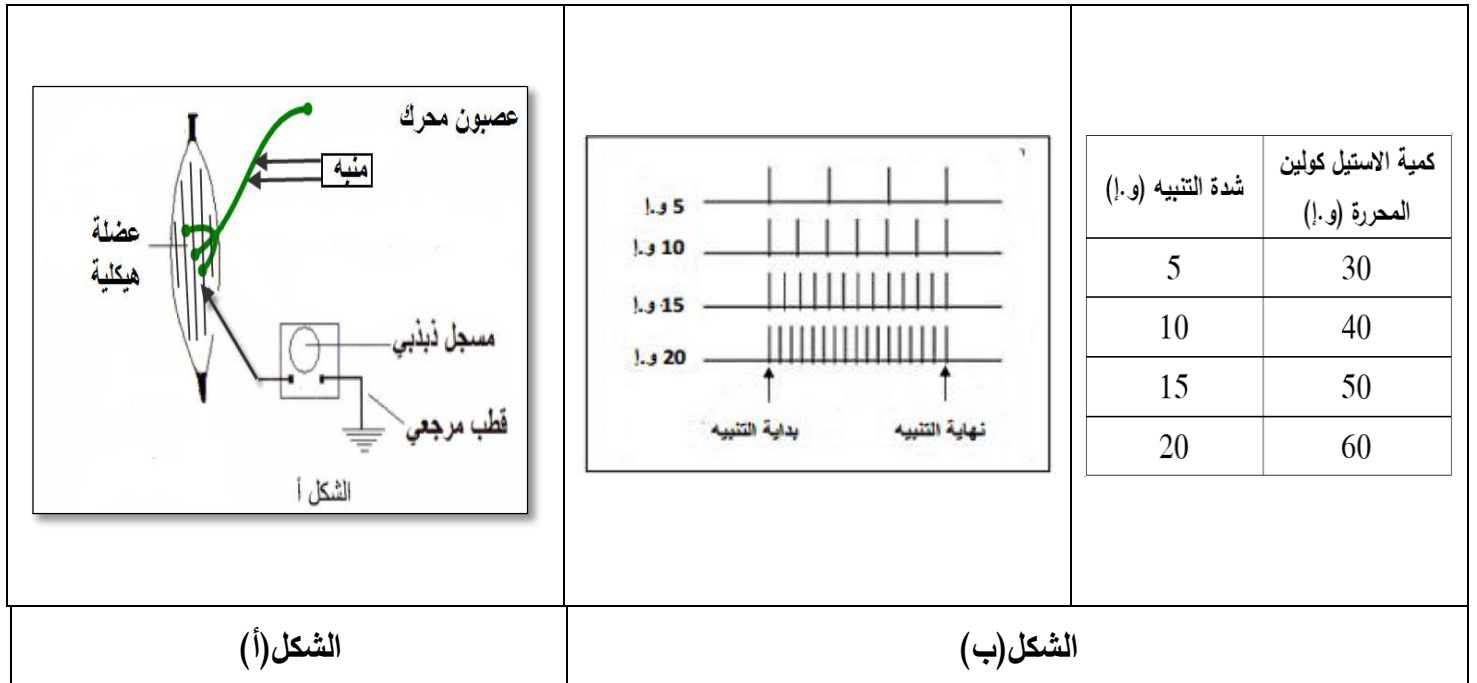 عصبون محرك
منبه
عضلة
هيكلية
مسجل ذبذبي
قطب مرجعي
الشكل أ
5 و.إ
10 و.إ
15 و.إ
20 و.إ
بداية التنبيه
نهاية التنبيه
كمية الاستيل كولين المحررة (و.إ)
شدة التنبيه (و.إ)
30 5
40 10
50 15
60 20
الشكل(أ)
الشكل(ب)